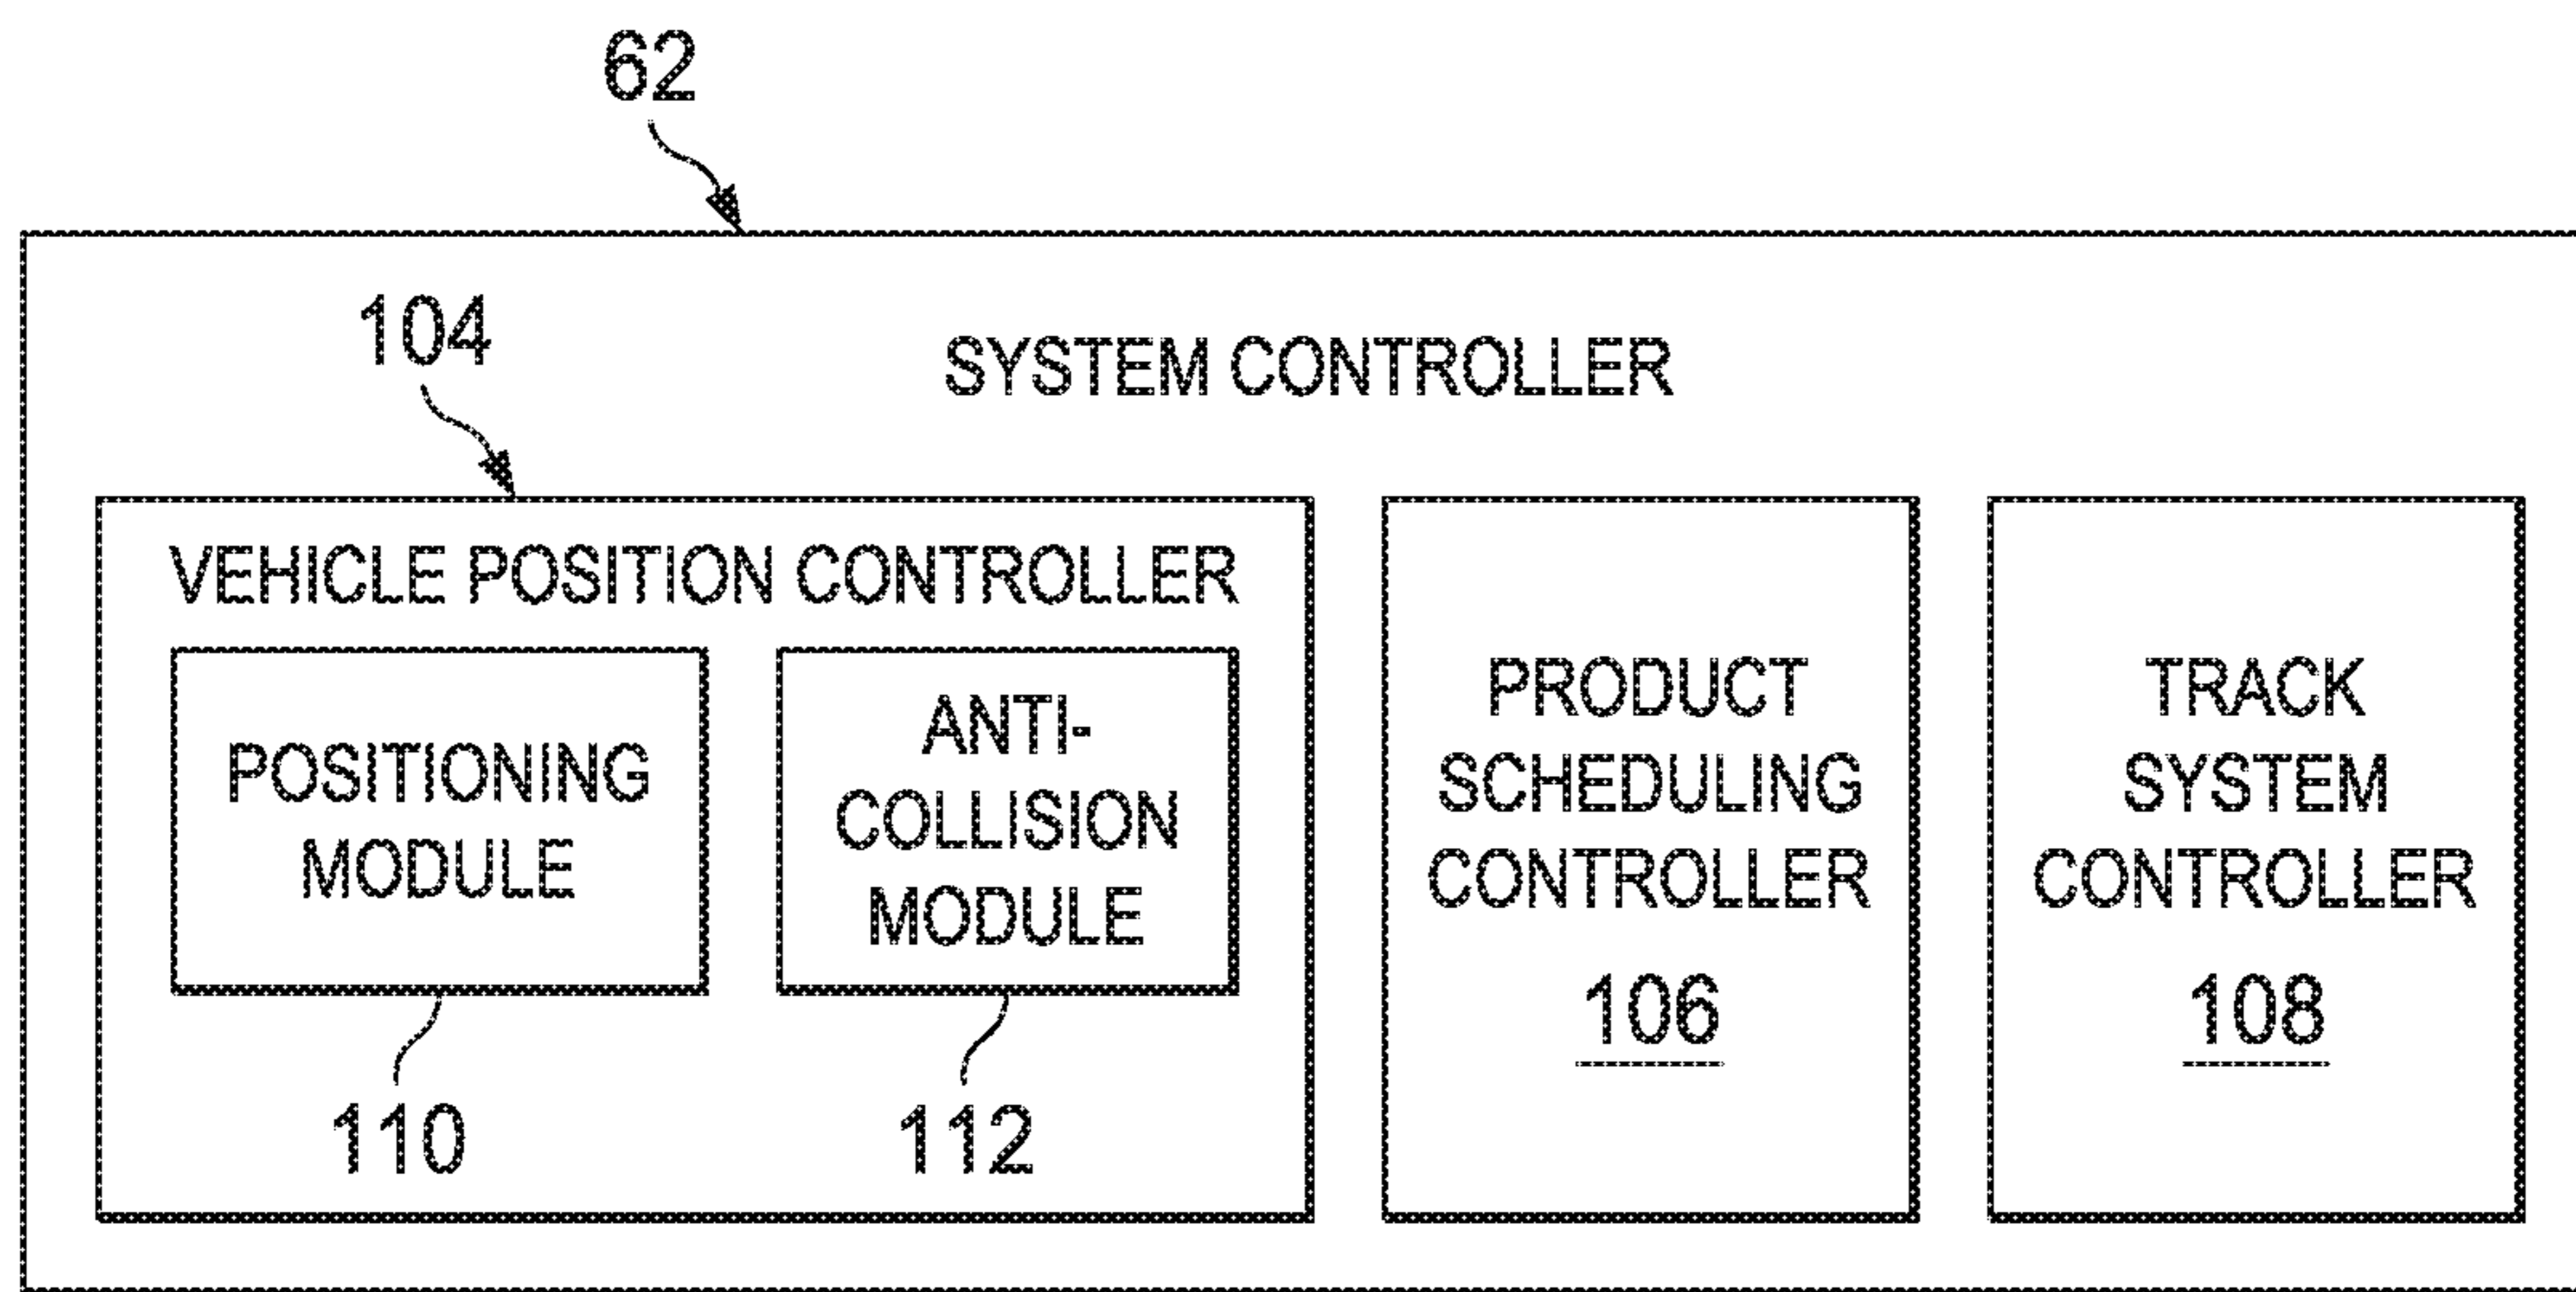 62
104
SYSTEM CONTROLLER
VEHICLE POSITION CONTROLLER
POSITIONING
MODULE
110
ANTI-
COLLISION
MODULE
112
PRODUCT
SCHEDULING
CONTROLLER
106
TRACK
SYSTEM
CONTROLLER
108